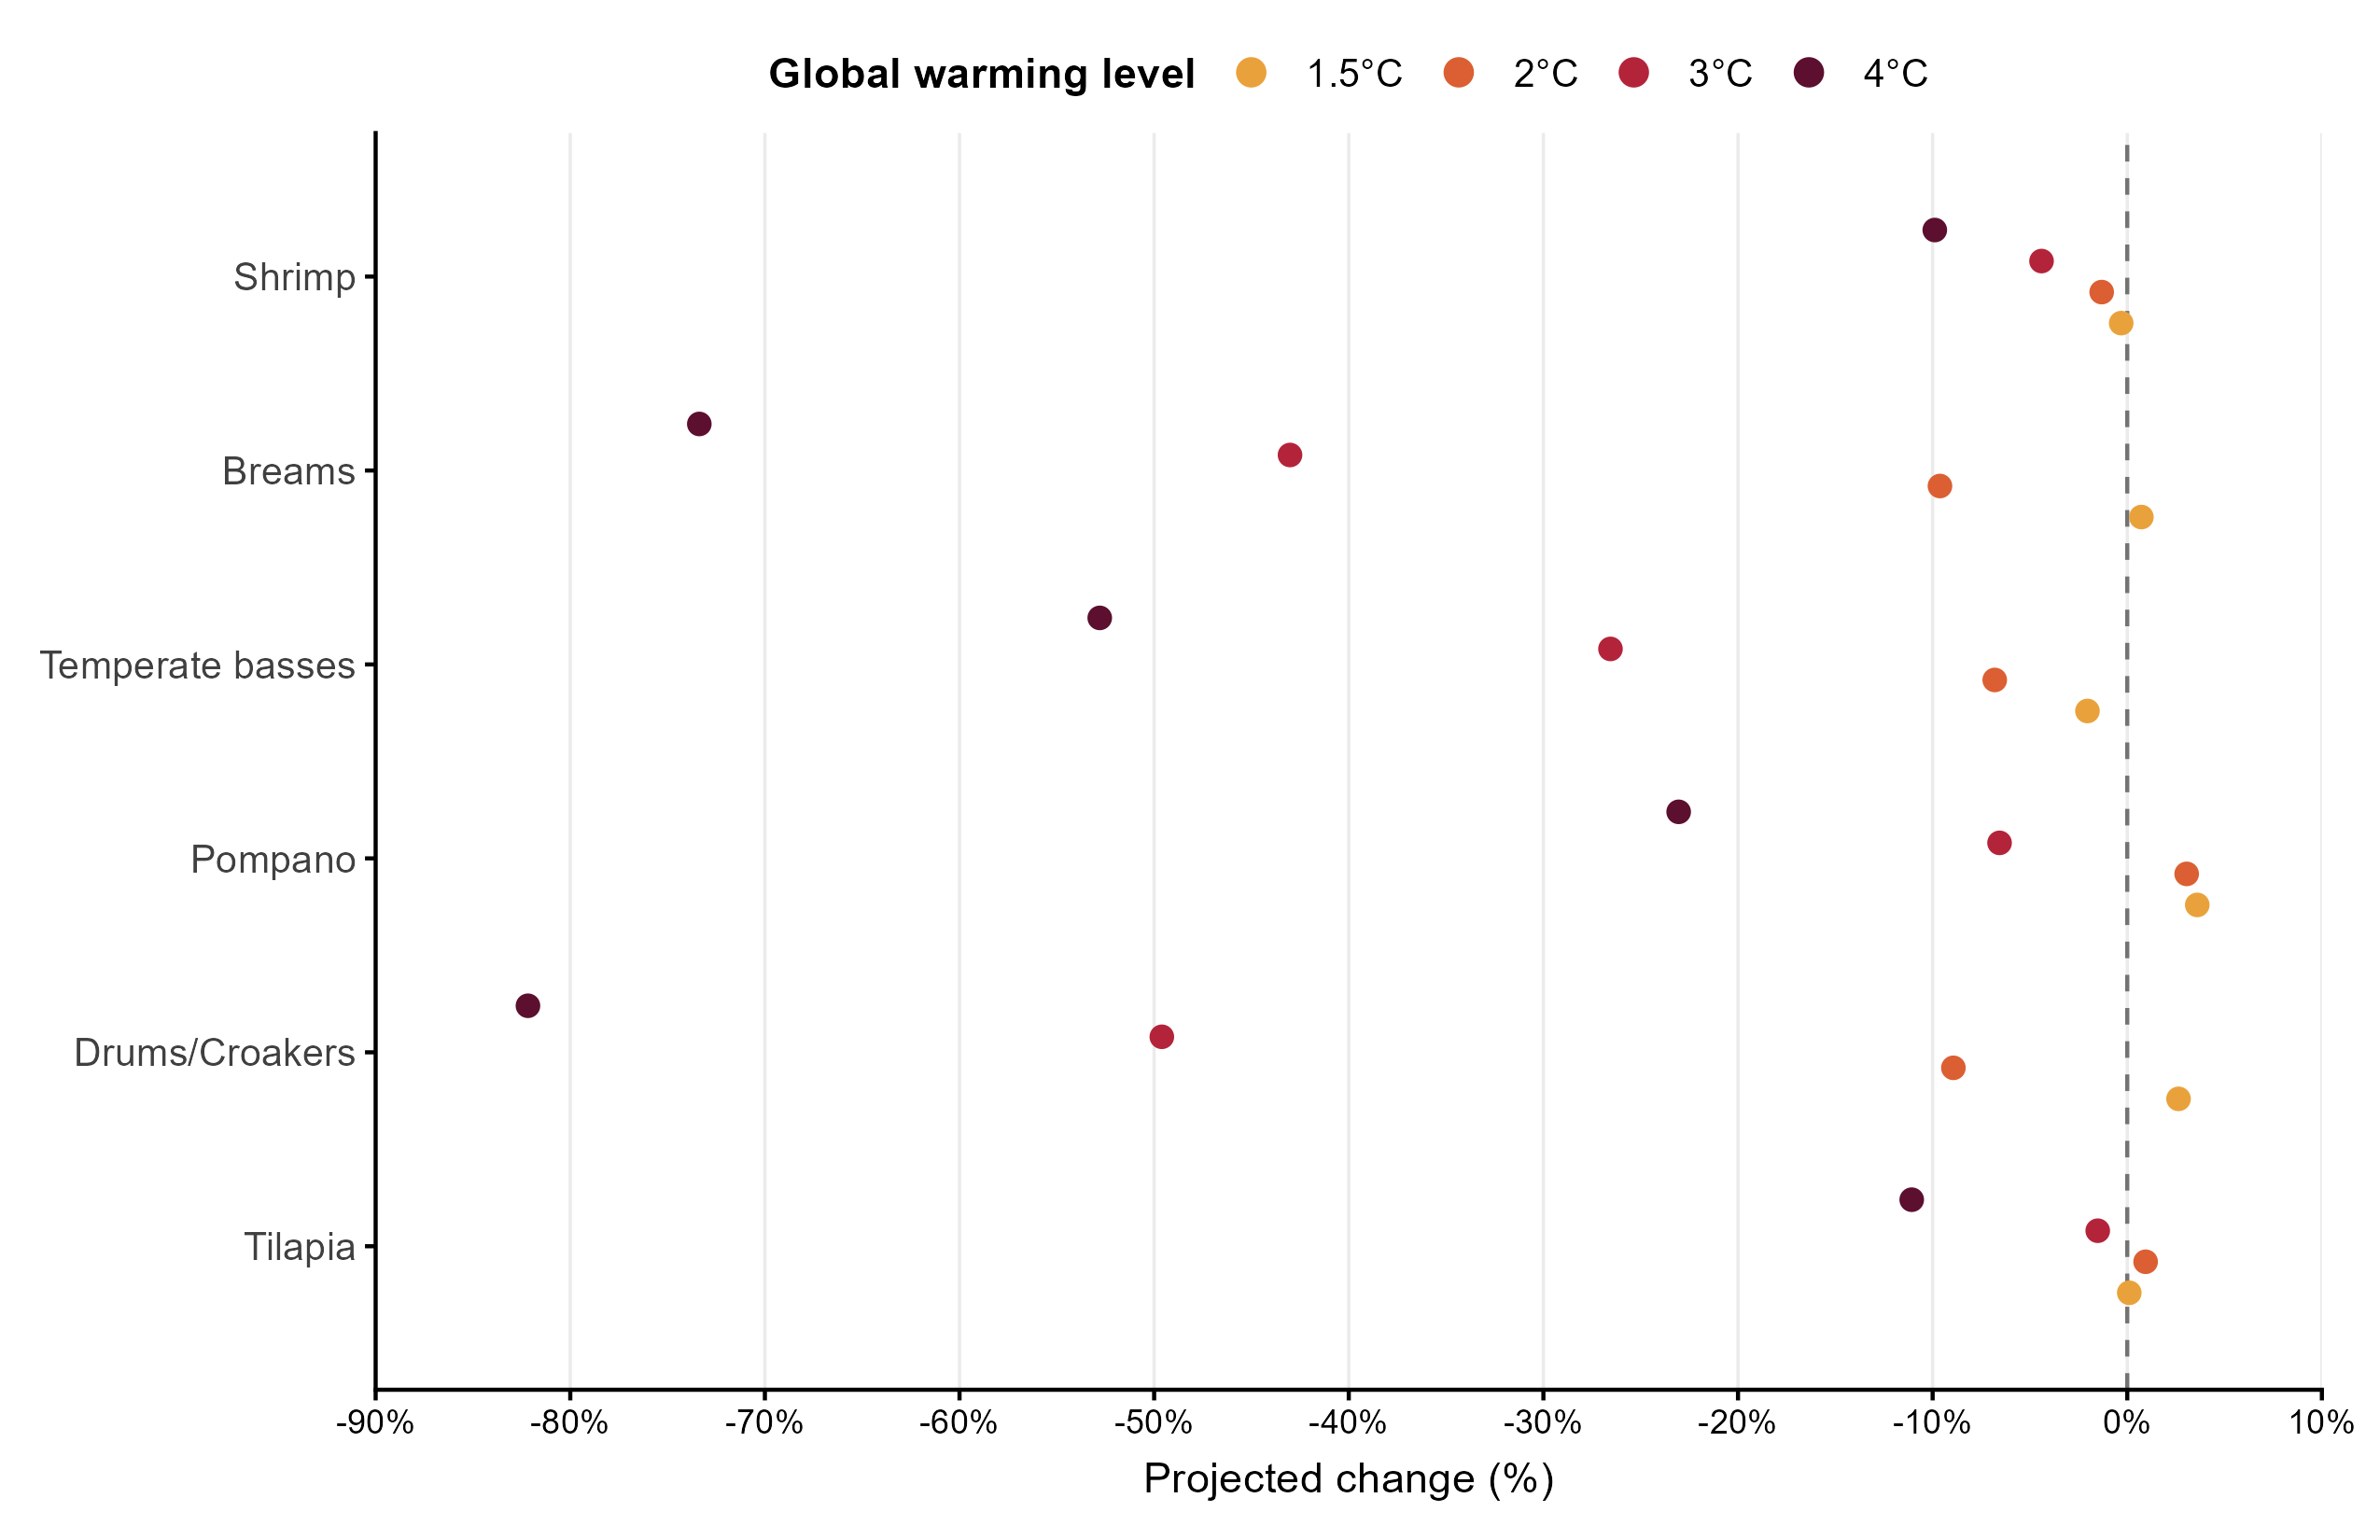 Global warming level 1.5°C 2°C 3°C 4°C
Shrimp
Breams
Temperate basses
Pompano
Drums/Croakers
Tilapia
-90% -80% -70% -60% -50% -40% -30% -20% -10% 0% 10%
Projected change (%)